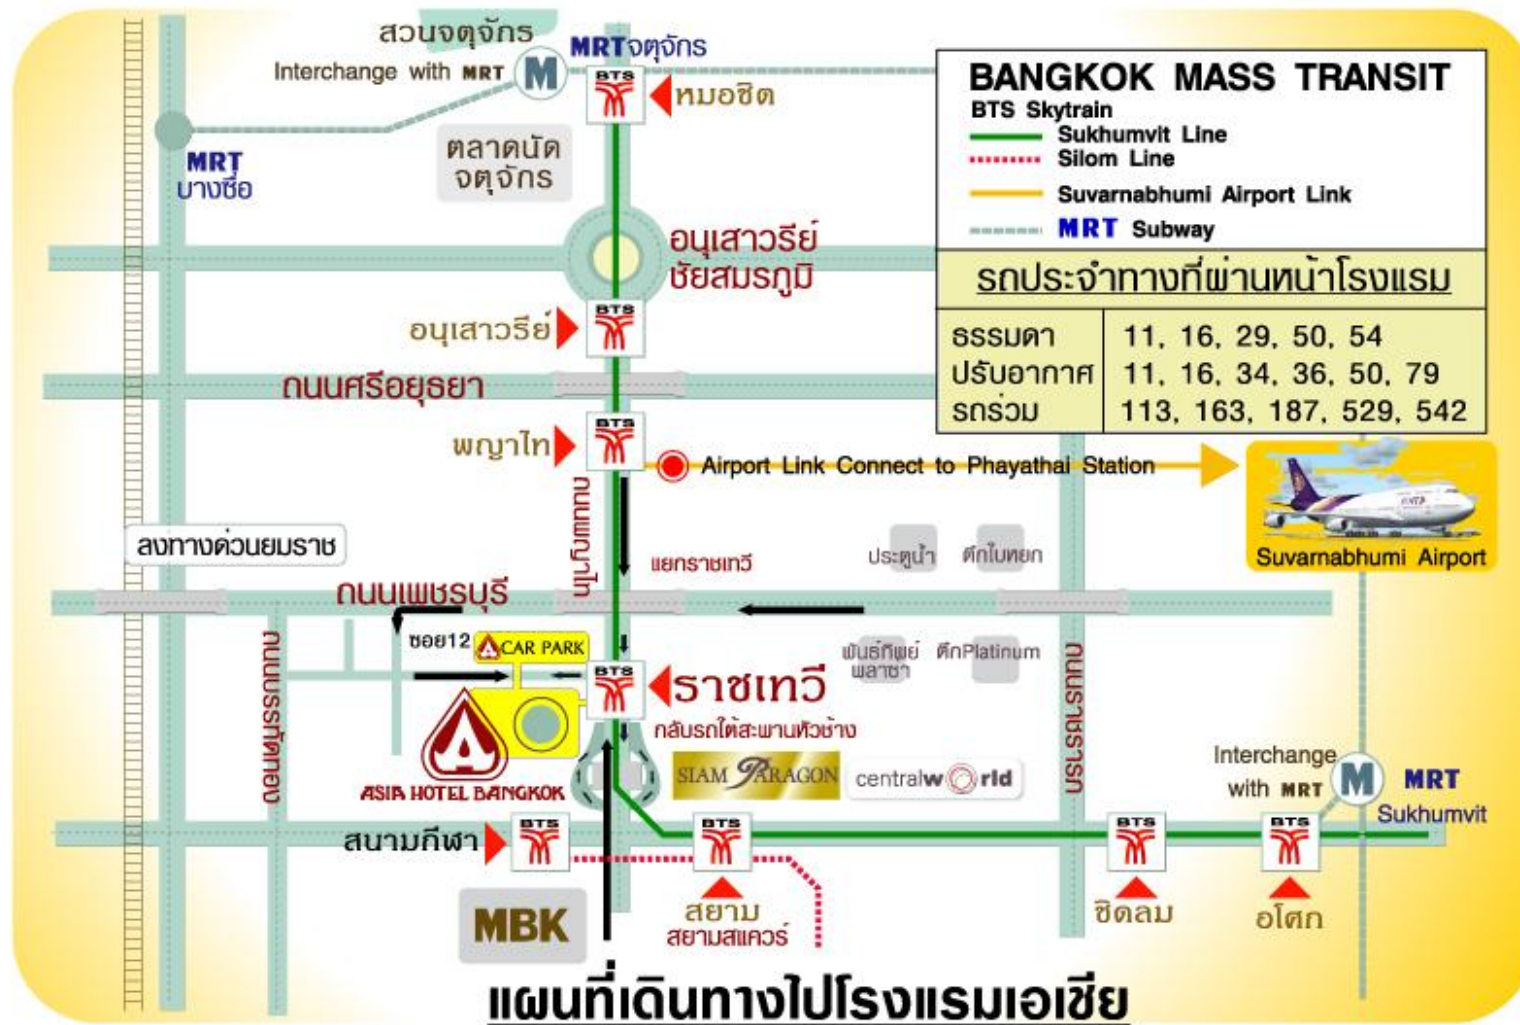 สวนจตุจักร
Interchange with MRT
M
MRTจตุจักร
BTS
หมอชิต
MRT
บางซื่อ
ตลาดนัด
จตุจักร
BANGKOK MASS TRANSIT
BTS Skytrain
Sukhumvit Line
Silom Line
Suvarnabhumi Airport Link
MRT Subway
รถประจำทางที่ผ่านหน้าโรงแรม
ธรรมดา 11, 16, 29, 50, 54
ปรับอากาศ 11, 16, 34, 36, 50, 79
รถร่วม 113, 163, 187, 529, 542
อนุเสาวรีย์
ชัยสมรภูมิ
BTS
อนุเสาวรีย์
ถนนศรีอยุธยา
BTS
พญาไท
Airport Link Connect to Phayathai Station
Suvarnabhumi Airport
ถนนพญาไท
ลงทางด่วนยมราช
แยกราชเทวี
ประตูน้ำ
ตึกใบหยก
ถนนเพชรบุรี
ซอย12
CAR PARK
ถนนบรรทัดทอง
BTS
ราชเทวี
กลับรถใต้สะพานหัวช้าง
พันธ์ทิพย์
พลาซา
ตึกPlatinum
ถนนราชดำริ
ASIA HOTEL BANGKOK
SIAM PARAGON
centralworld
Interchange
with MRT
M
MRT
Sukhumvit
สนามกีฬา
BTS
BTS
BTS
BTS
MBK
สยาม
สยามสแควร์
ชิดลม
อโศก
แผนที่เดินทางไปโรงแรมเอเชีย